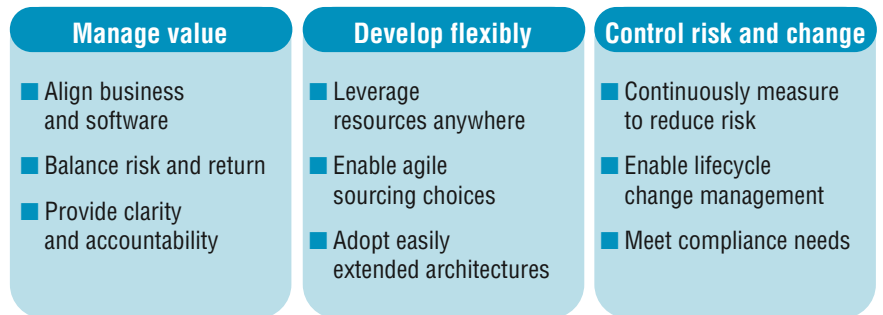 Manage value
■ Align business
and software
■ Balance risk and return
■ Provide clarity
and accountability
Develop flexibly
■ Leverage
resources anywhere
■ Enable agile
sourcing choices
■ Adopt easily
extended architectures
Control risk and change
■ Continuously measure
to reduce risk
■ Enable lifecycle
change management
■ Meet compliance needs